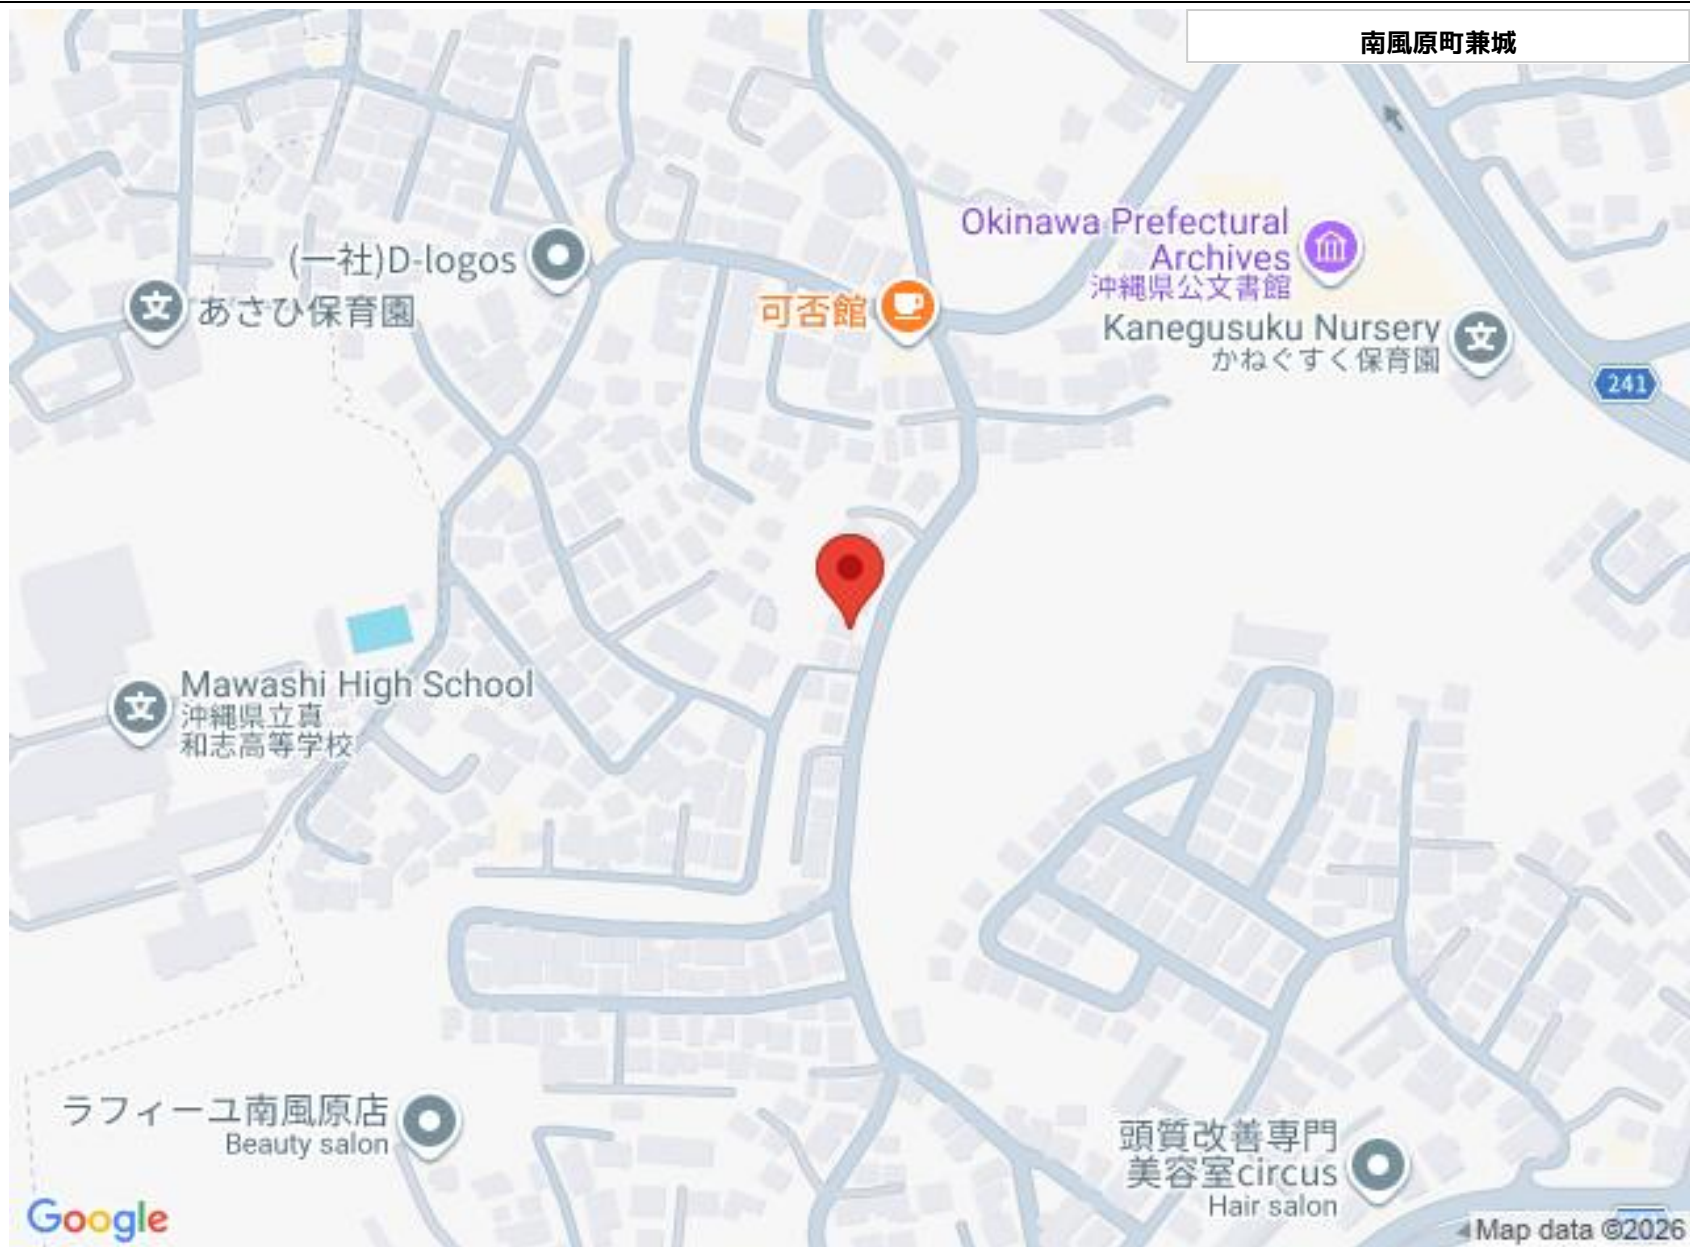 南風原町兼城
Okinawa Prefectural
Archives
沖縄県公文書館
(一社)D-logos
あさひ保育園
可否館
Kanegusuku Nursery
かねぐすく保育園
241
Mawashi High School
沖縄県立真
和志高等学校
ラフィーユ南風原店
Beauty salon
頭質改善専門
美容室circus
Hair salon
Google
Map data ©2026